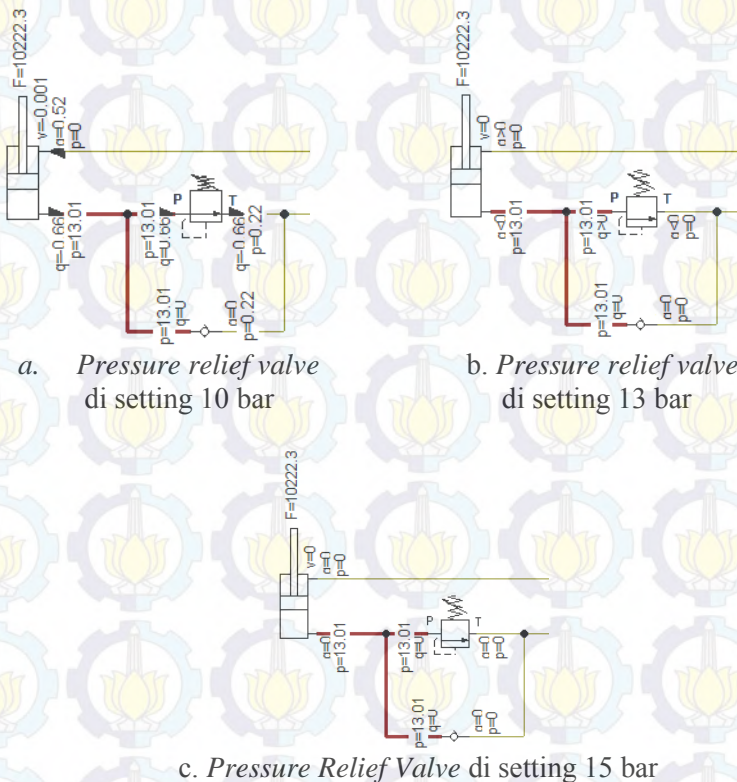 F=10222.3
v=-0.001
q=0.52
p=0
q=-0.66
p=13.01
p=13.01
q=0.66
P
T
q=-0.66
p=0.22
p=13.01
q=0
q=0
p=0.22
a. Pressure relief valve
di setting 10 bar
F=10222.3
v=0
q>0
p=0
q<0
p=13.01
p=13.01
q>0
P
T
q<0
p=0
p=13.01
q=0
q=0
p=0
b. Pressure relief valve
di setting 13 bar
F=10222.3
v=0
q=0
p=0
q=0
p=13.01
p=13.01
q=0
P
T
q=0
p=0
p=13.01
q=0
q=0
p=0
c. Pressure Relief Valve di setting 15 bar